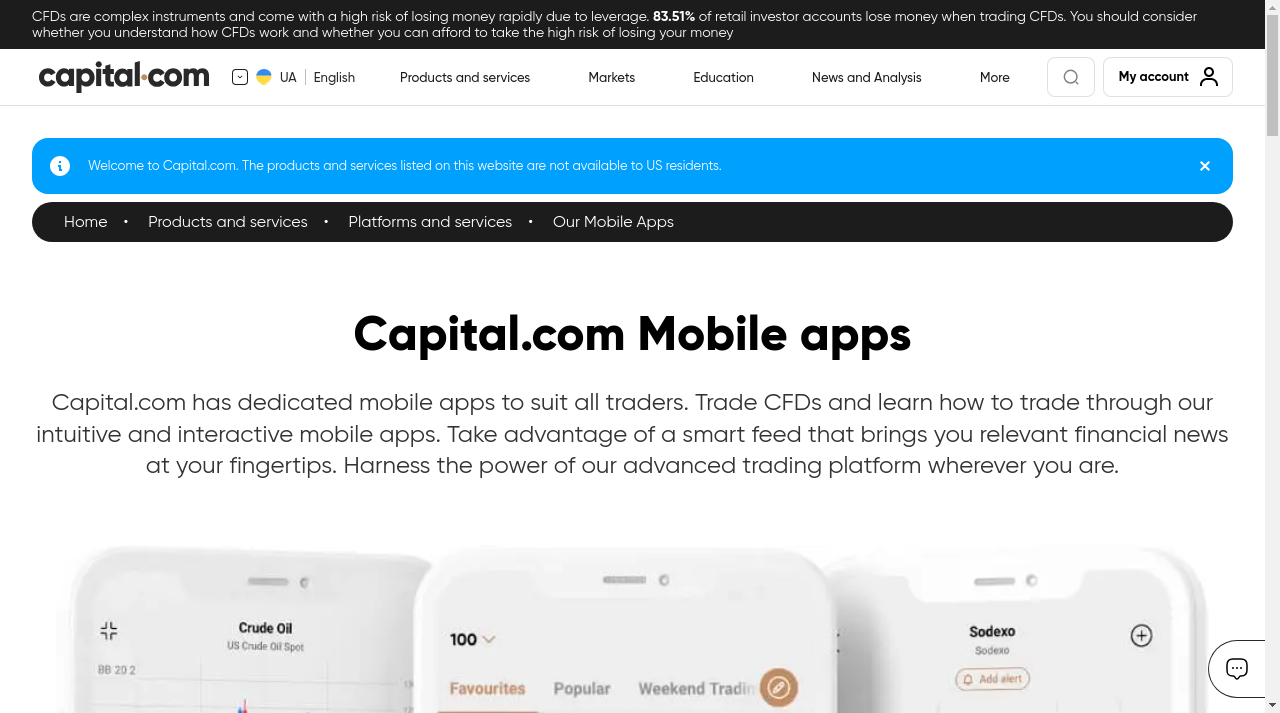 CFDs are complex instruments and come with a high risk of losing money rapidly due to leverage. 83.51% of retail investor accounts lose money when trading CFDs. You should consider
whether you understand how CFDs work and whether you can afford to take the high risk of losing your money
capital.com
UA
English
Products and services
Markets
Education
News and Analysis
More
My account
Welcome to Capital.com. The products and services listed on this website are not available to US residents.
Home • Products and services • Platforms and services • Our Mobile Apps
Capital.com Mobile apps
Capital.com has dedicated mobile apps to suit all traders. Trade CFDs and learn how to trade through our
intuitive and interactive mobile apps. Take advantage of a smart feed that brings you relevant financial news
at your fingertips. Harness the power of our advanced trading platform wherever you are.
Crude Oil
US Crude Oil Spot
BB 20 2
100
Favourites
Popular
Weekend Tradin
Sodexo
Sodexo
Add alert